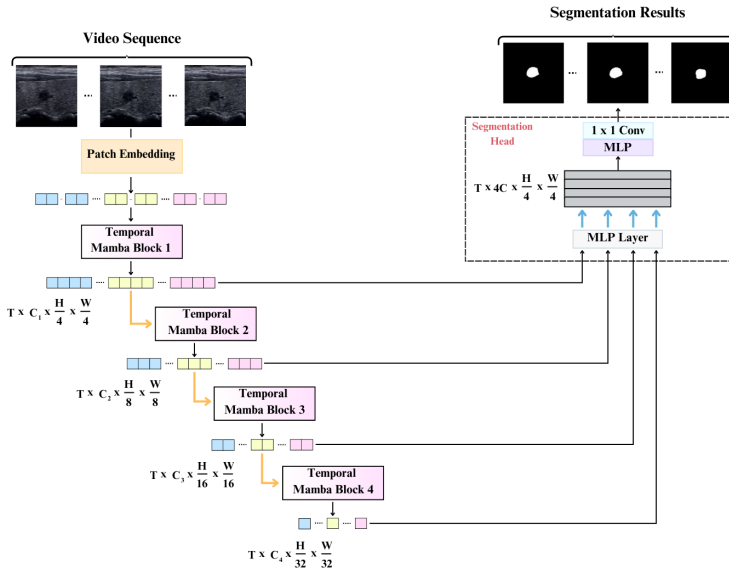 Segmentation Results
Video Sequence
Segmentation
Head
1 x 1 Conv
MLP
Patch Embedding
T x 4C x H/4 x W/4
MLP Layer
Temporal
Mamba Block 1
T x C₁ x H/4 x W/4
Temporal
Mamba Block 2
T x C₂ x H/8 x W/8
Temporal
Mamba Block 3
T x C₃ x H/16 x W/16
Temporal
Mamba Block 4
T x C₄ x H/32 x W/32